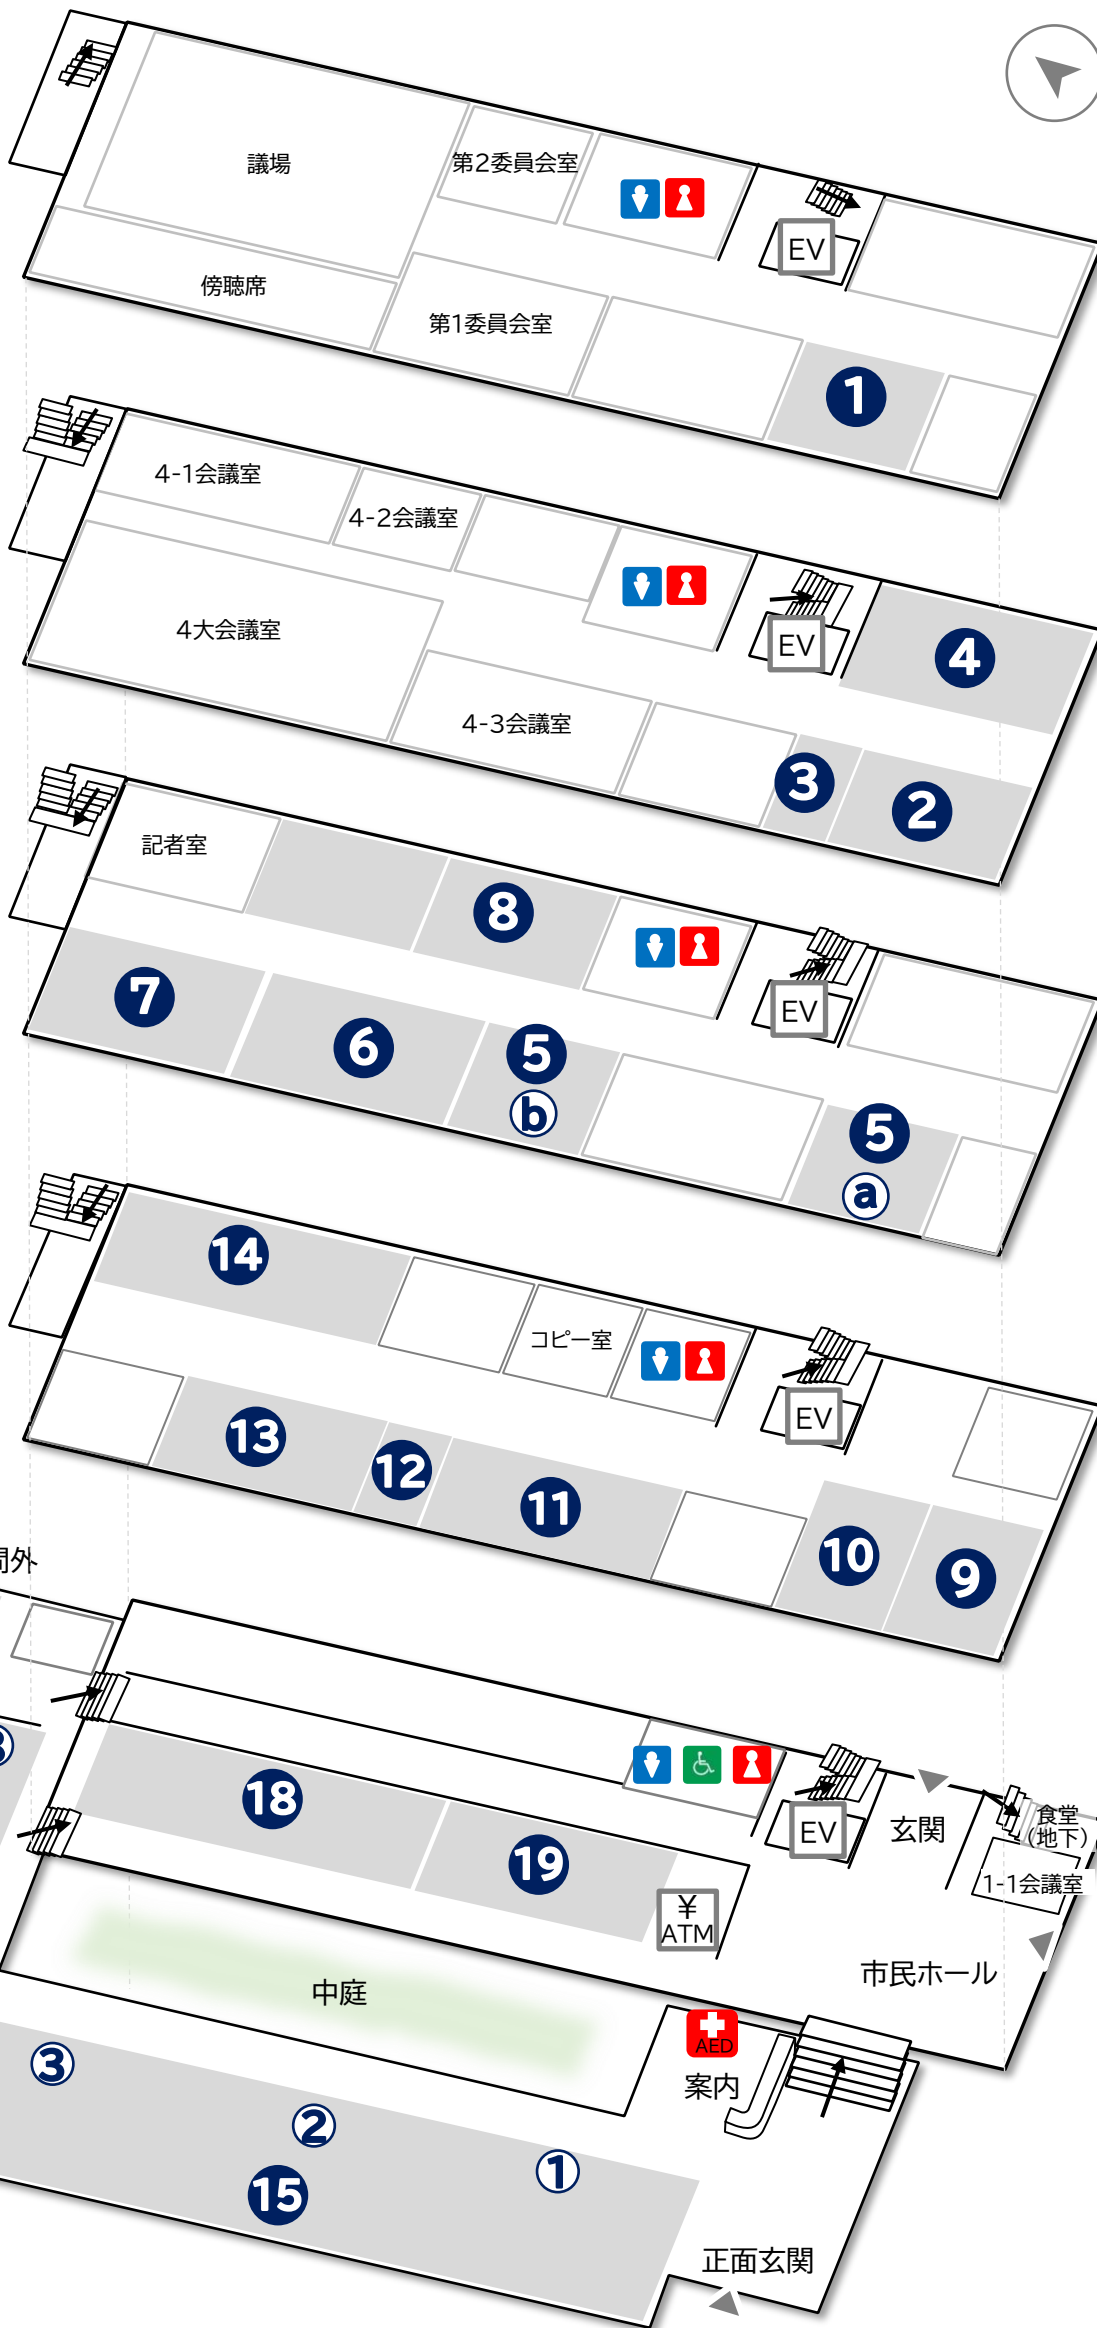 議場
第2委員会室
EV
傍聴席
第1委員会室
1
4-1会議室
4-2会議室
4大会議室
EV
4
4-3会議室
3
2
記者室
8
7
6
5
b
EV
5
a
14
コピー室
EV
13
12
11
10
9
間外
18
19
EV
玄関
食堂
(地下)
1-1会議室
¥
ATM
市民ホール
中庭
AED
案内
3
2
1
15
正面玄関